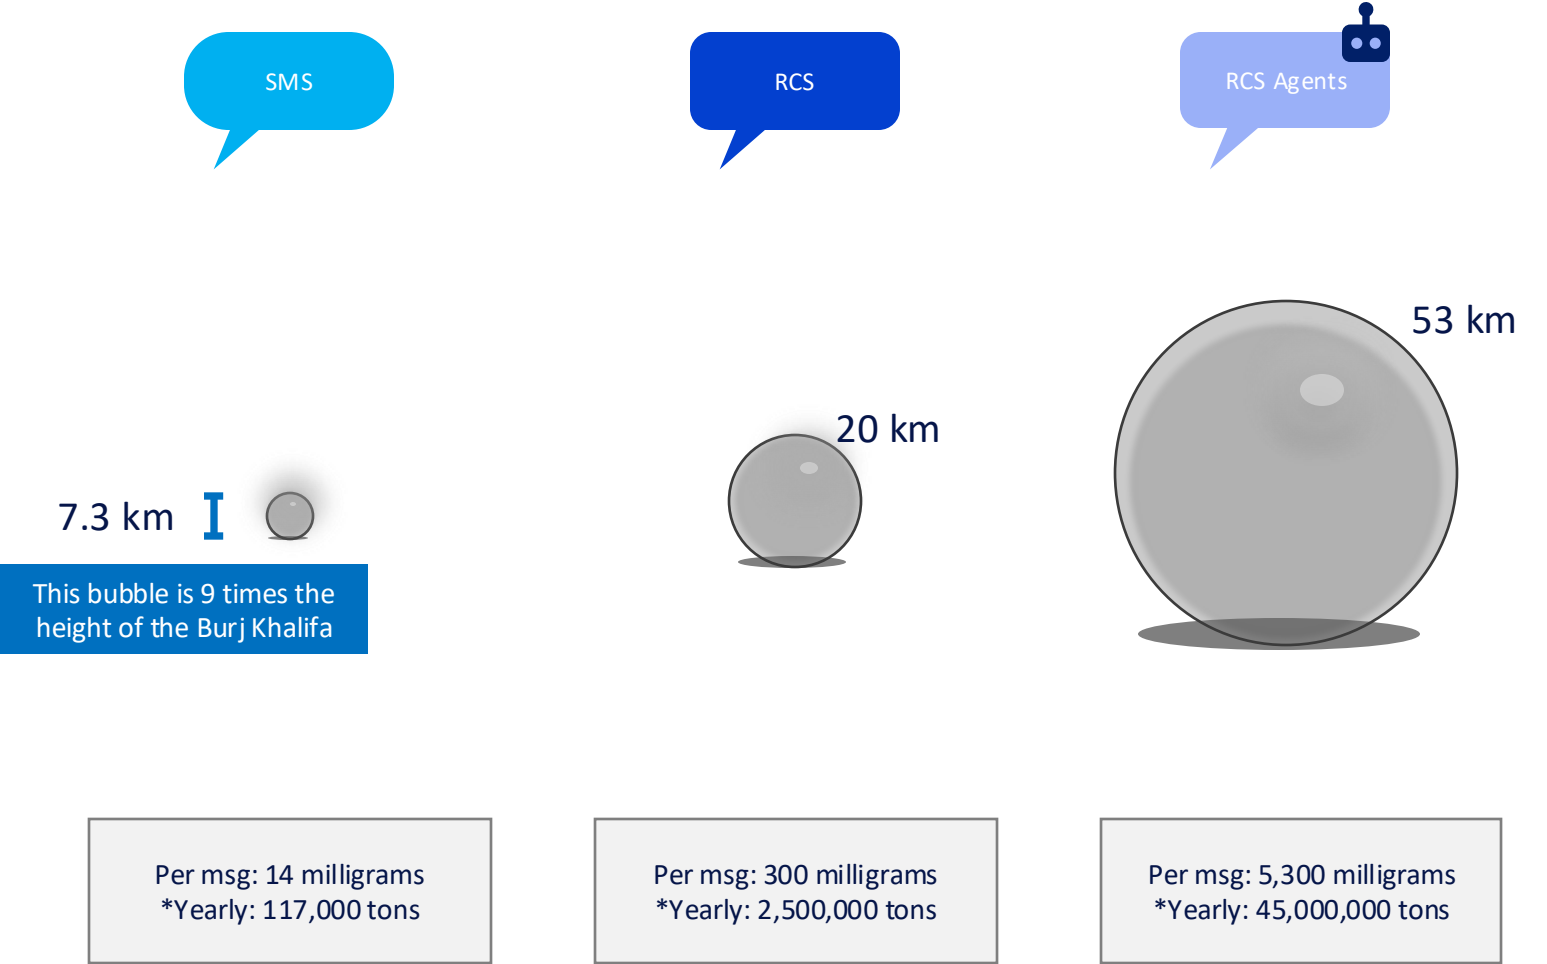 SMS
RCS
RCS Agents
53 km
20 km
7.3 km
This bubble is 9 times the
height of the Burj Khalifa
Per msg: 14 milligrams
*Yearly: 117,000 tons
Per msg: 300 milligrams
*Yearly: 2,500,000 tons
Per msg: 5,300 milligrams
*Yearly: 45,000,000 tons